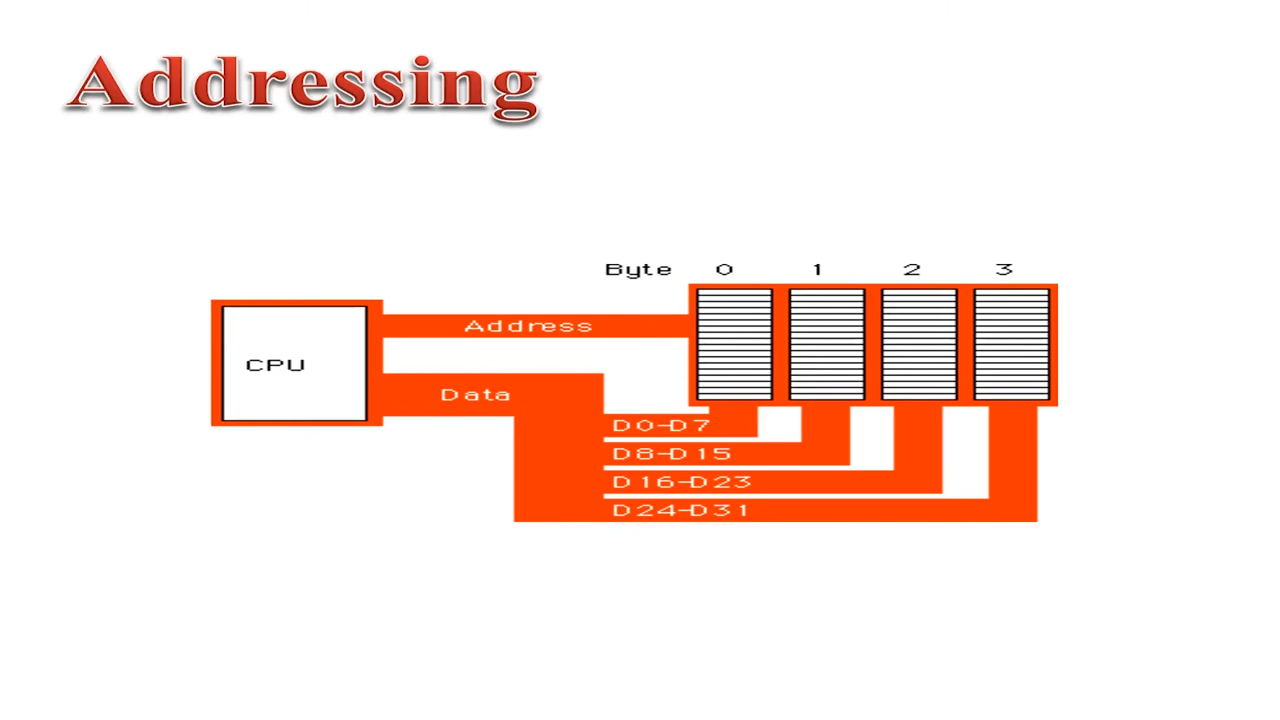 Addressing
Byte 0 1 2 3
Address
CPU
Data
D0-D7
D8-D15
D16-D23
D24-D31